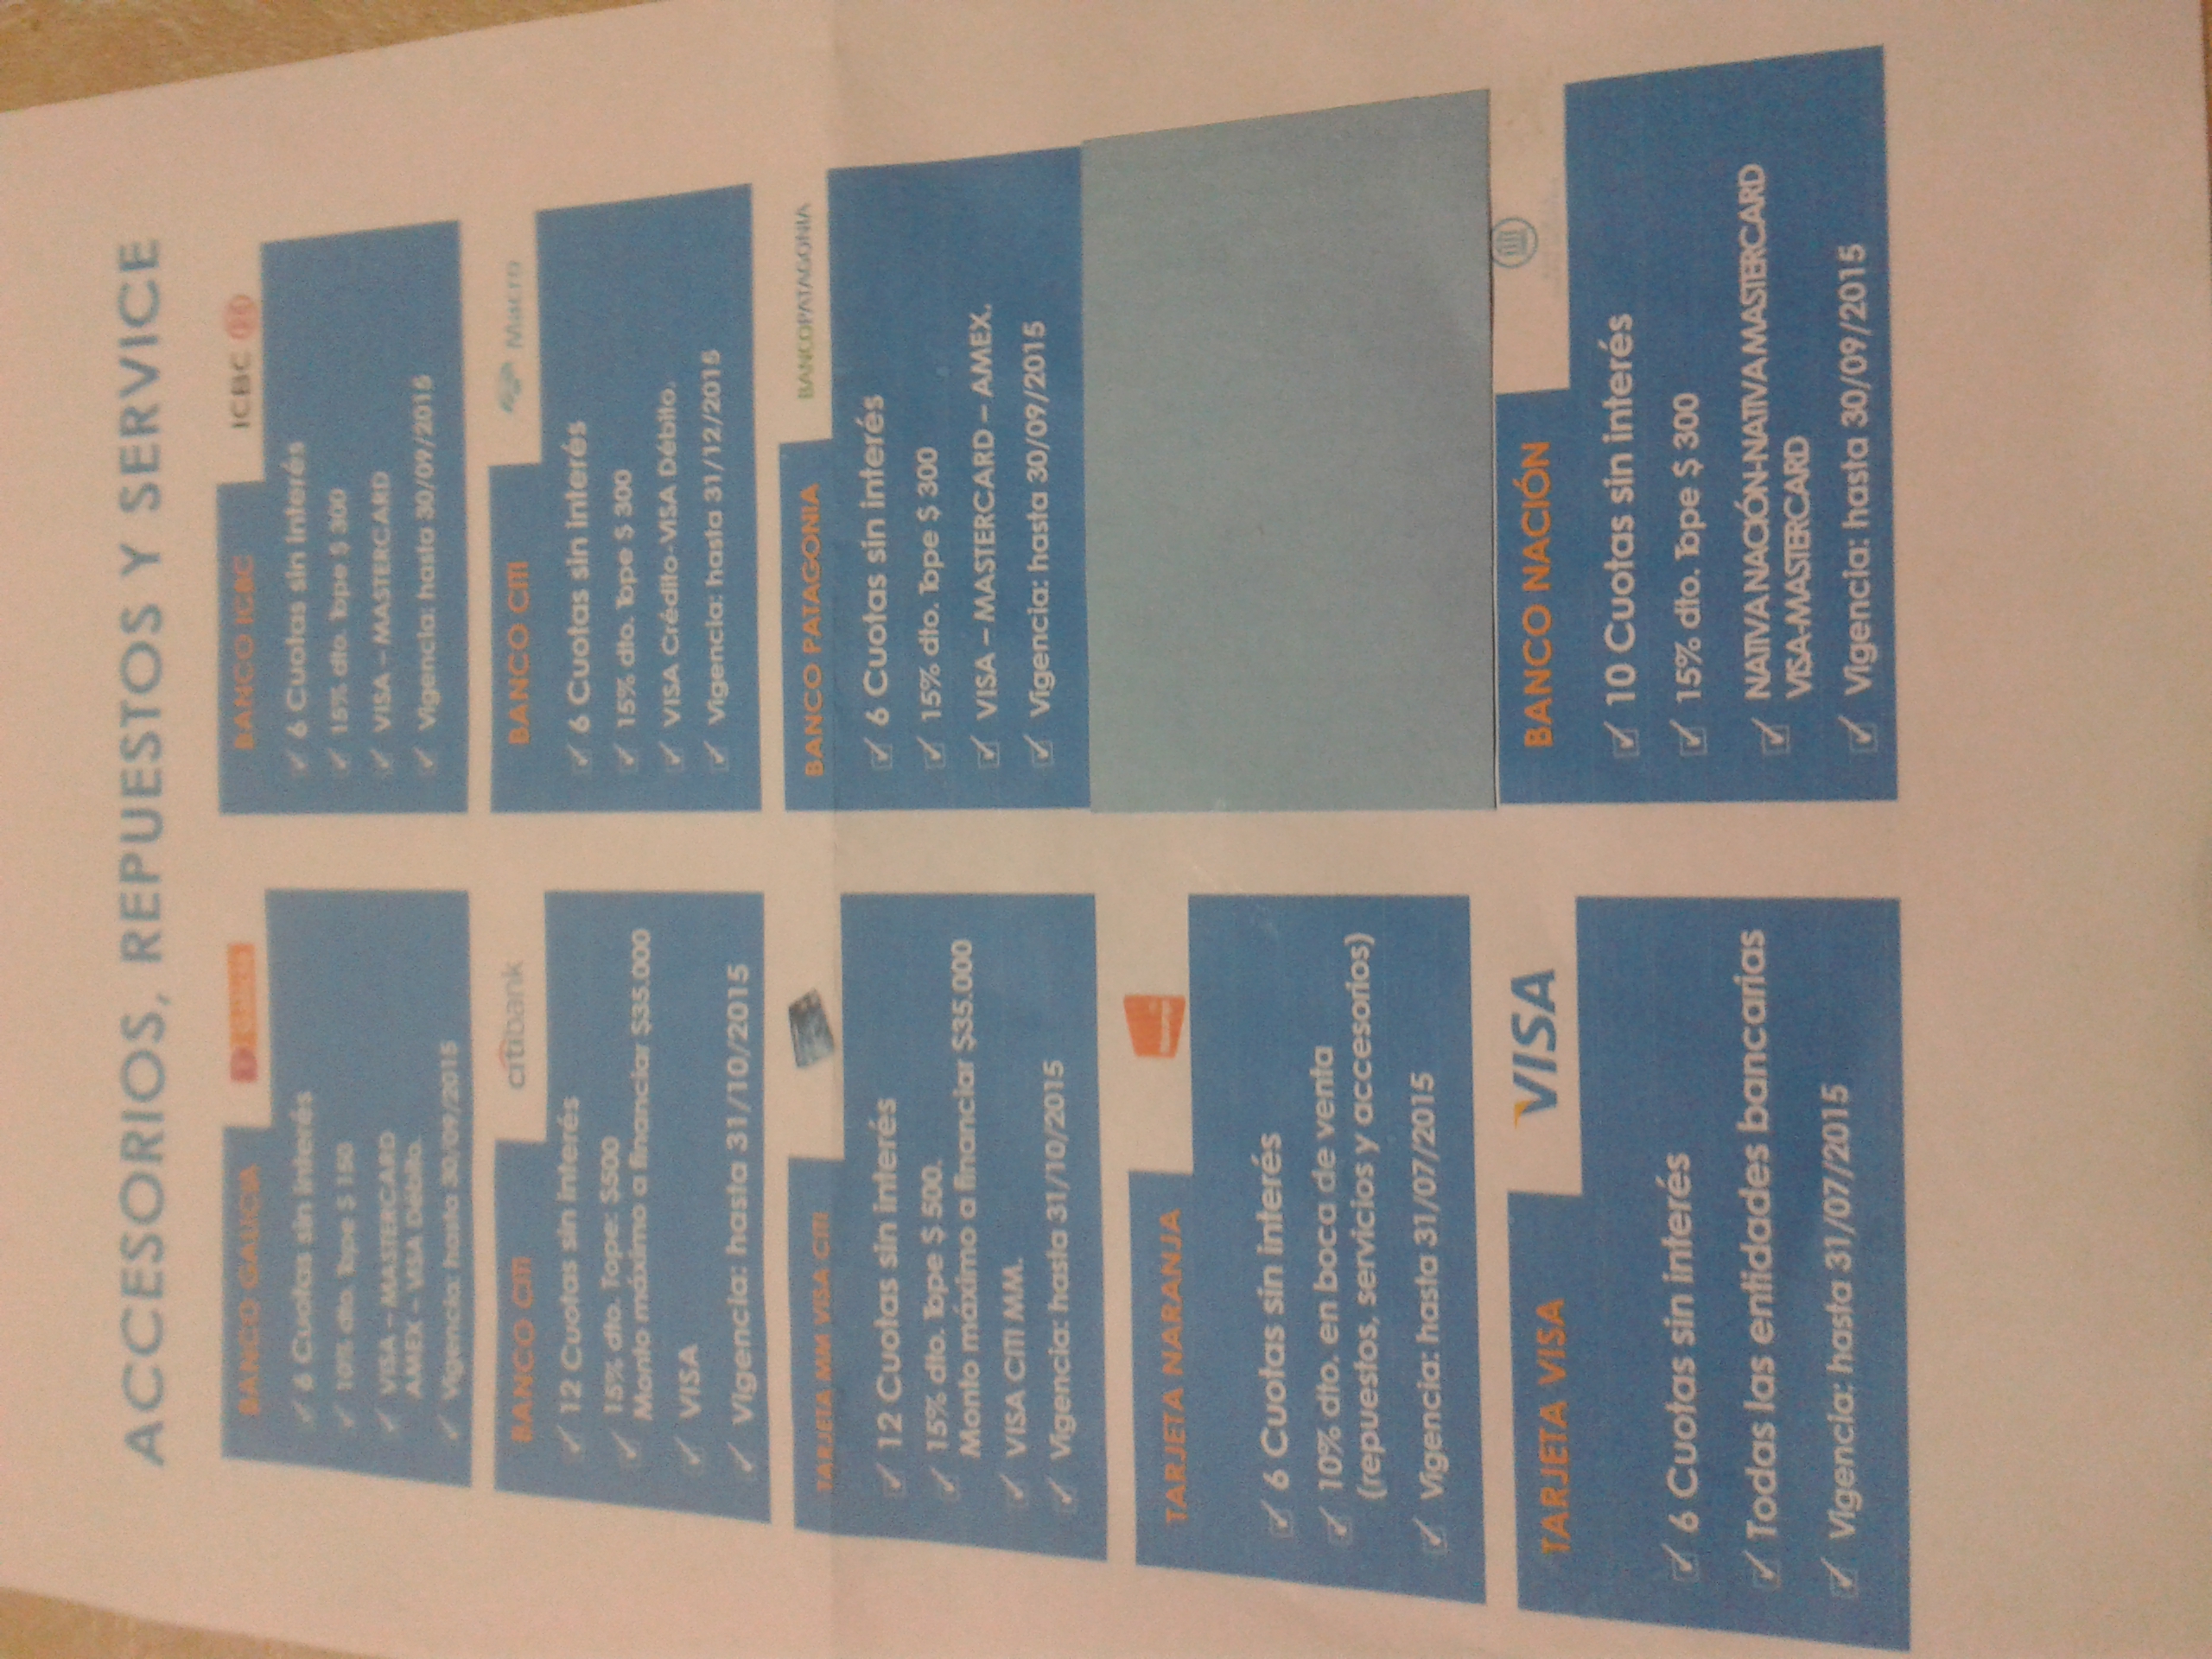 ACCESORIOS, REPUESTOS Y SERVICE
BANCO GALICIA
Galicia
6 Cuotas sin interés
10% dto. Tope $ 150
VISA – MASTERCARD
AMEX – VISA Débito.
Vigencia: hasta 30/09/2015
BANCO ICBC
ICBC
6 Cuotas sin interés
15% dto. Tope $ 300
VISA – MASTERCARD
Vigencia: hasta 30/09/2015
BANCO CITI
citibank
12 Cuotas sin interés
15% dto. Tope: $500
Monto máximo a financiar $35.000
VISA
Vigencia: hasta 31/10/2015
BANCO CITI
Macro
6 Cuotas sin interés
15% dto. Tope $ 300
VISA Crédito-VISA Débito.
Vigencia: hasta 31/12/2015
TARJETA MM VISA CITI
12 Cuotas sin interés
15% dto. Tope $ 500.
Monto máximo a financiar $35.000
VISA CITI MM.
Vigencia: hasta 31/10/2015
BANCO PATAGONIA
BANCOPATAGONIA
6 Cuotas sin interés
15% dto. Tope $ 300
VISA – MASTERCARD – AMEX.
Vigencia: hasta 30/09/2015
TARJETA NARANJA
Naranja
6 Cuotas sin interés
10% dto. en boca de venta
(repuestos, servicios y accesorios)
Vigencia: hasta 31/07/2015
TARJETA VISA
VISA
6 Cuotas sin interés
Todas las entidades bancarias
Vigencia: hasta 31/07/2015
BANCO NACIÓN
10 Cuotas sin interés
15% dto. Tope $ 300
NATIVA NACIÓN-NATIVA MASTERCARD
VISA-MASTERCARD
Vigencia: hasta 30/09/2015